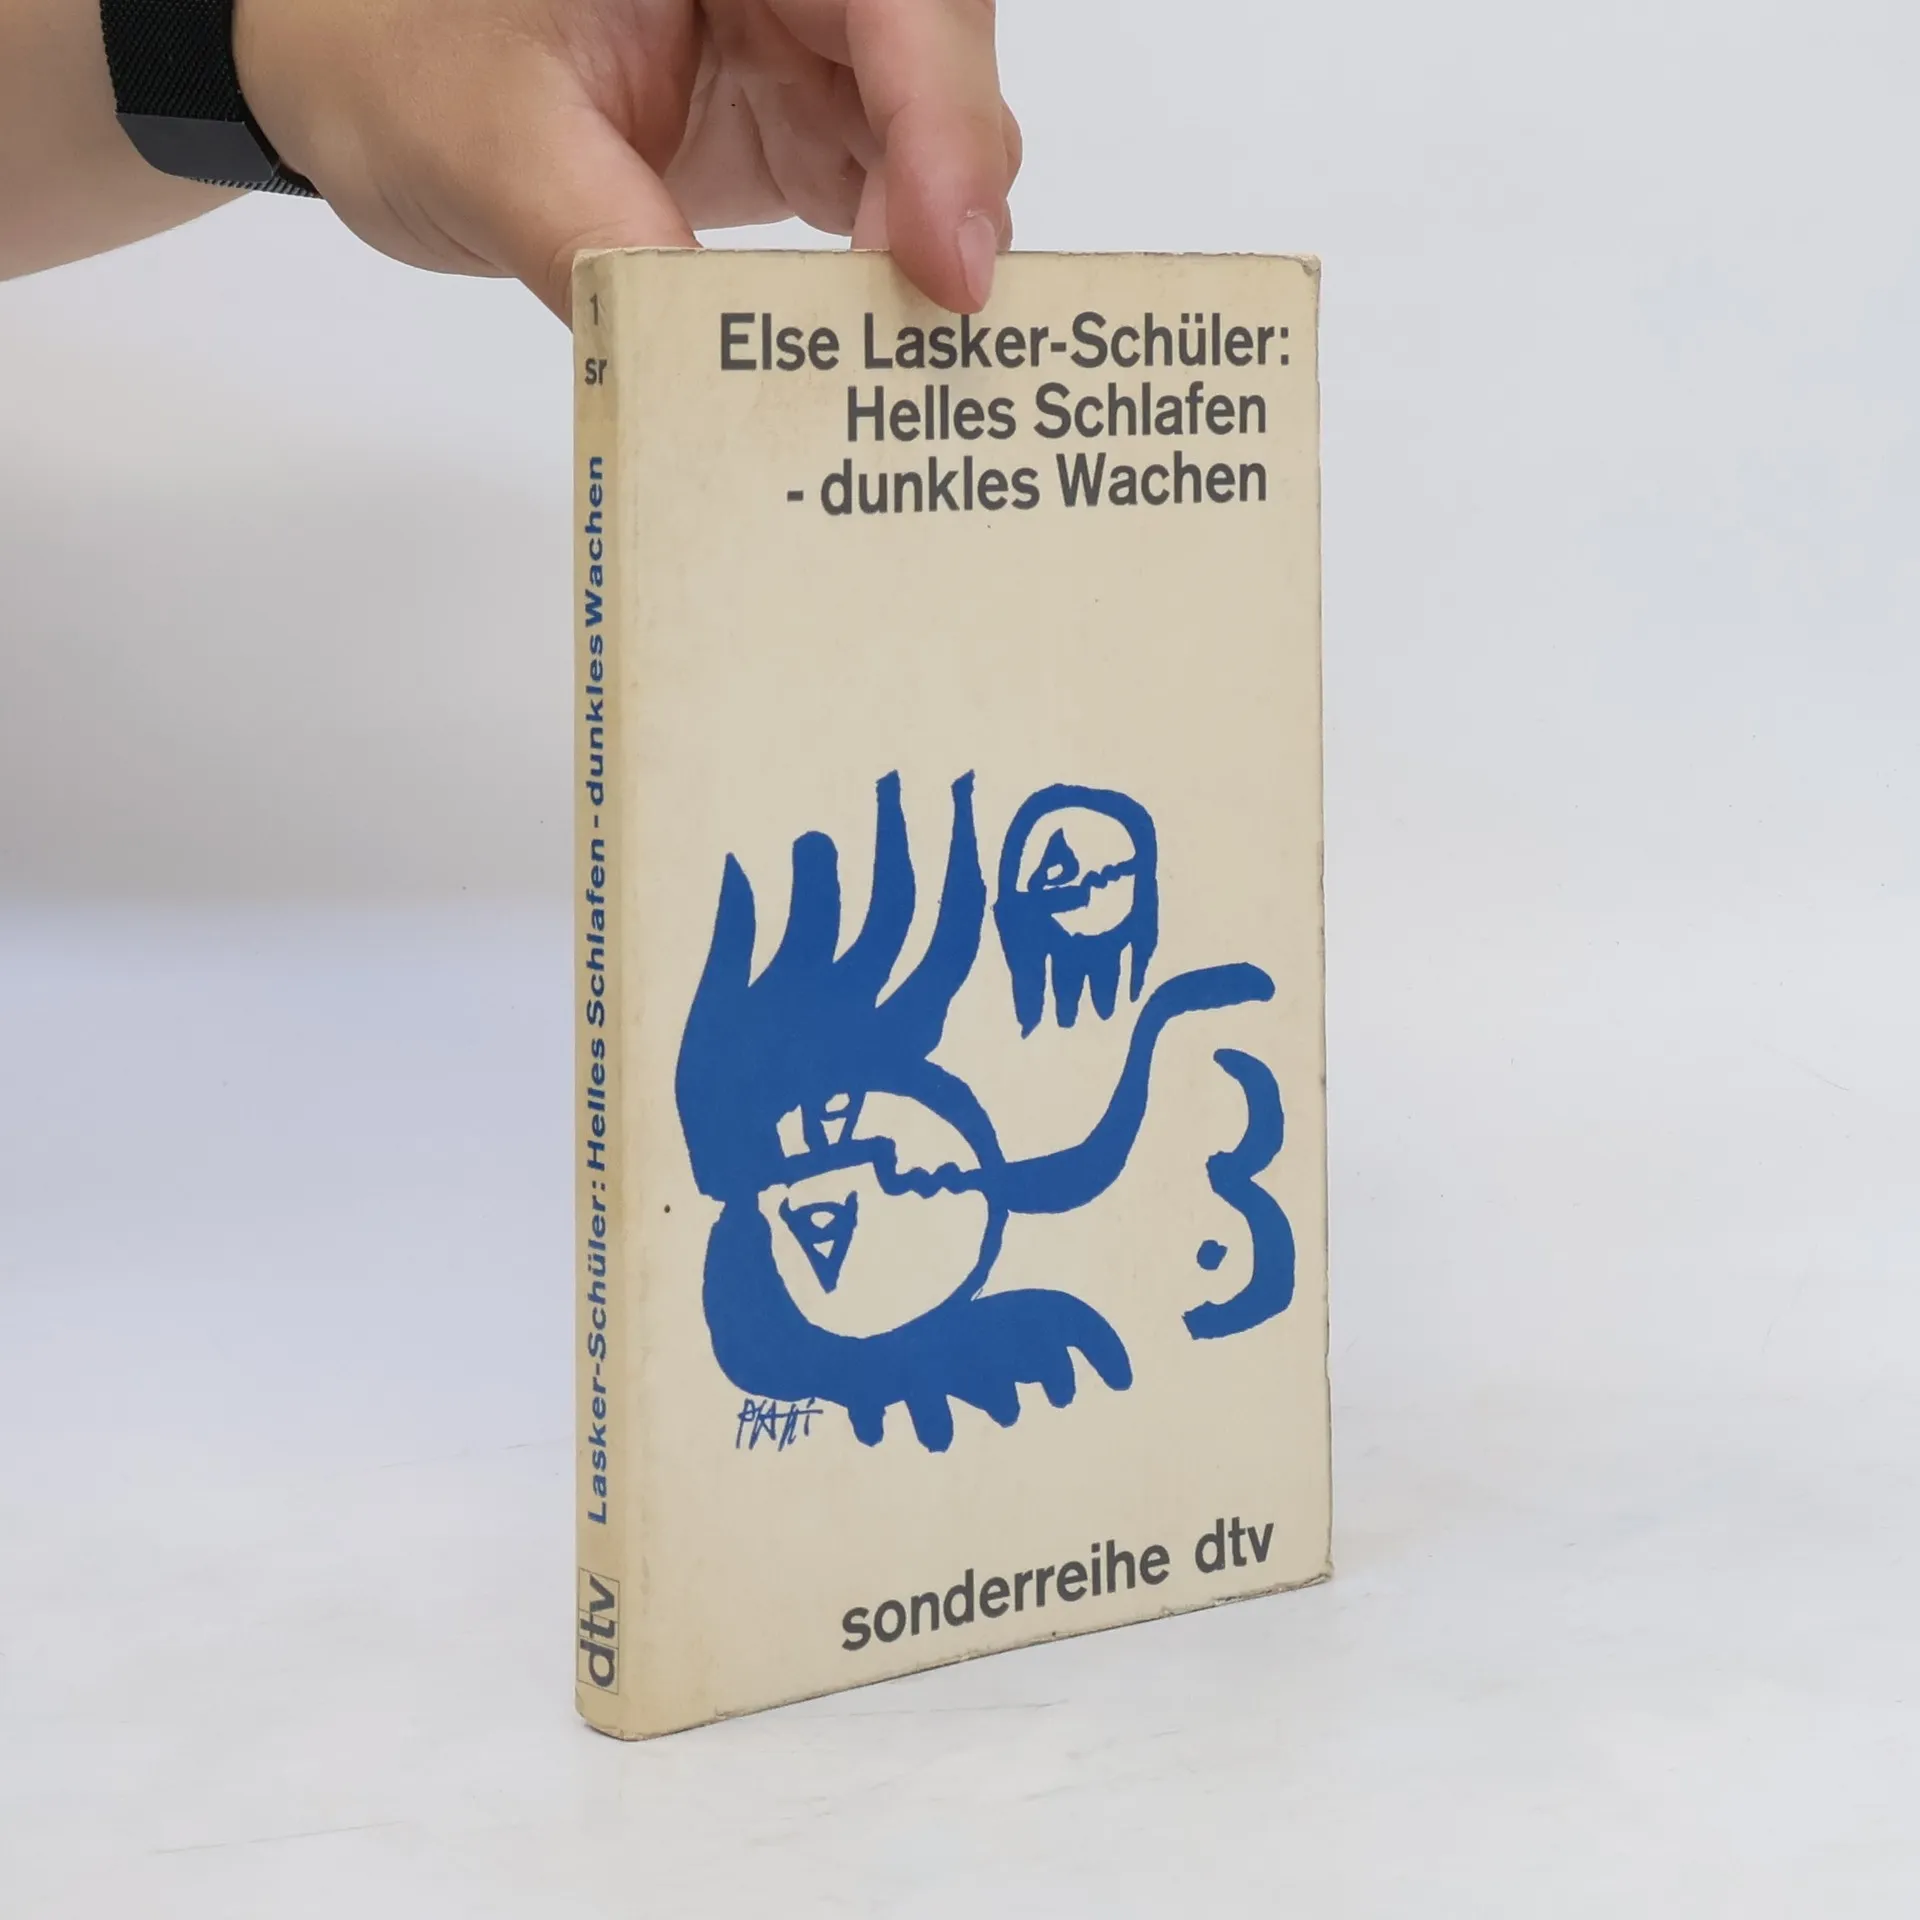 1
sr
Lasker-Schüler: Helles Schlafen - dunkles Wachen
dtv
Else Lasker-Schüler:
Helles Schlafen
- dunkles Wachen
sonderreihe dtv